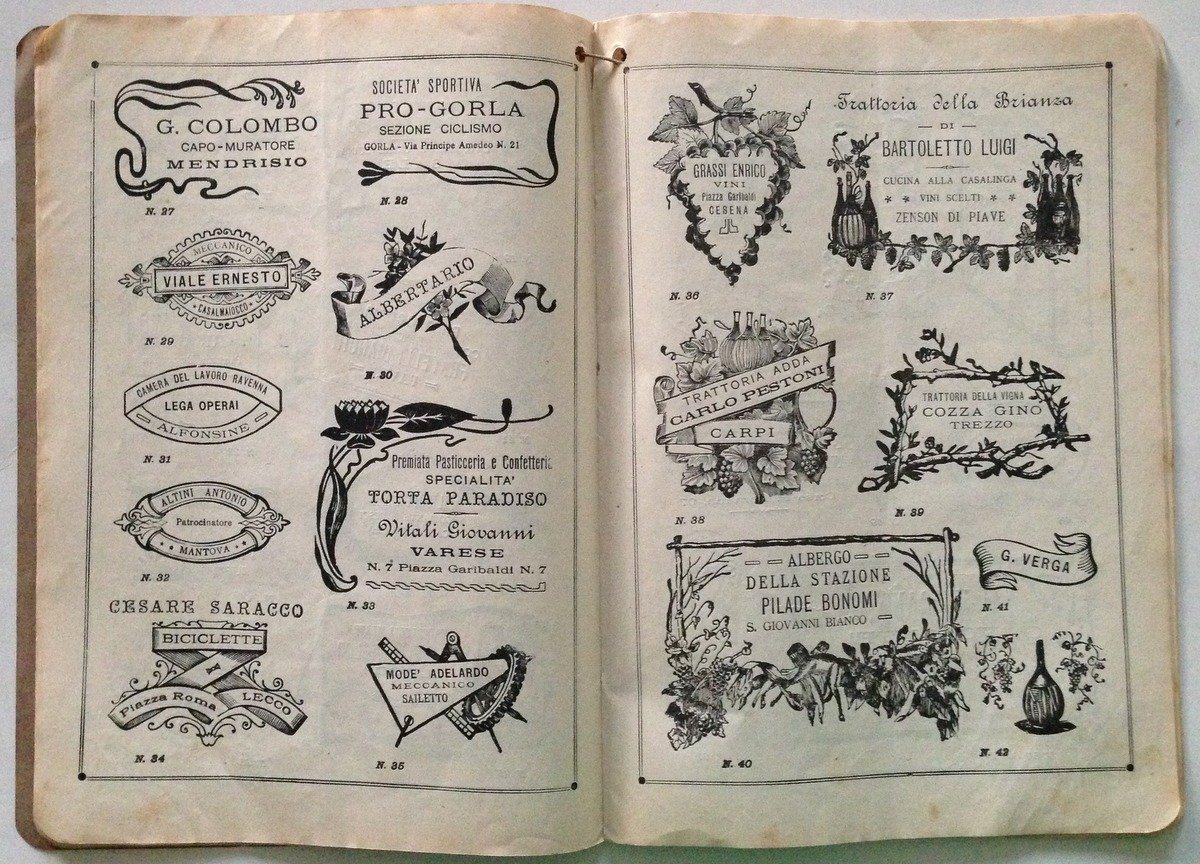 G. COLOMBO
CAPO-MURATORE
MENDRISIO
N. 27
SOCIETA' SPORTIVA
PRO-GORLA
SEZIONE CICLISMO
GORLA - Via Principe Amedeo N. 21
N. 28
MECCANICO
VIALE ERNESTO
CASALMAIOCCO
N. 29
ALBERTARIO
N. 30
CAMERA DEL LAVORO RAVENNA
LEGA OPERAI
ALFONSINE
N. 31
ALTINI ANTONIO
Patrocinatore
MANTOVA
N. 32
Premiata Pasticceria e Confetteria
SPECIALITA'
TORTA PARADISO
Vitali Giovanni
VARESE
N. 7 Piazza Garibaldi N. 7
N. 33
CESARE SARACCO
BICICLETTE
Piazza Roma
N 1
LECCO
N. 34
MODE' ADELARDO
MECCANICO
SAILETTO
N. 35
GRASSI ENRICO
VINI
Piazza Garibaldi
CESENA
N. 36
Trattoria della Brianza
— DI —
BARTOLETTO LUIGI
CUCINA ALLA CASALINGA
* * VINI SCELTI * *
ZENSON DI PIAVE
N. 37
TRATTORIA ADDA
CARLO PESTONI
CARPI
N. 38
TRATTORIA DELLA VIGNA
COZZA GINO
TREZZO
N. 39
ALBERGO
DELLA STAZIONE
PILADE BONOMI
S. GIOVANNI BIANCO
N. 40
G. VERGA
N. 41
N. 42